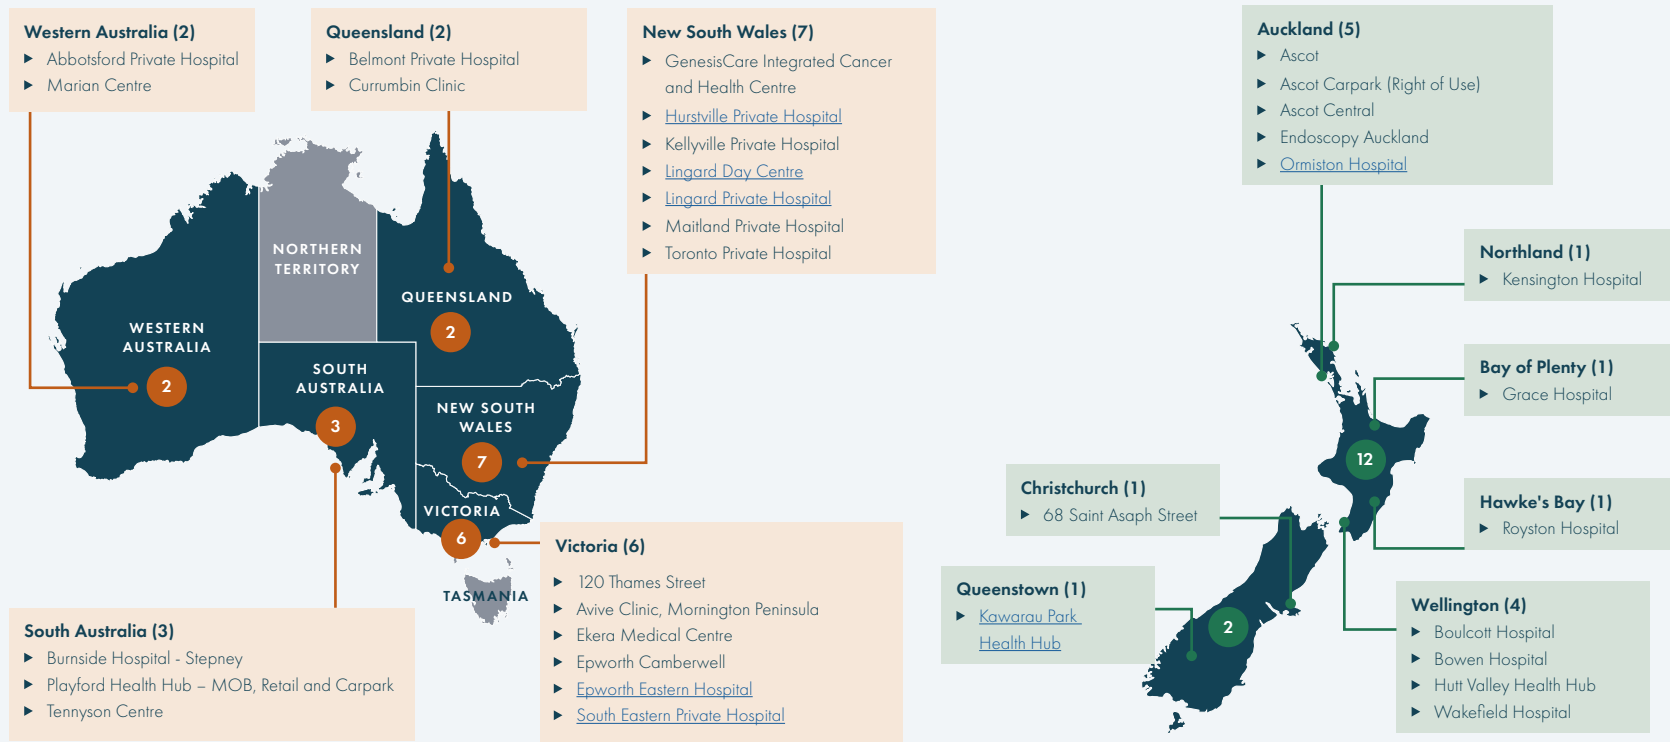 Western Australia (2)
Abbotsford Private Hospital
Marian Centre
Queensland (2)
Belmont Private Hospital
Currumbin Clinic
New South Wales (7)
GenesisCare Integrated Cancer
and Health Centre
Hurstville Private Hospital
Kellyville Private Hospital
Lingard Day Centre
Lingard Private Hospital
Maitland Private Hospital
Toronto Private Hospital
NORTHERN
TERRITORY
QUEENSLAND
2
WESTERN
AUSTRALIA
2
SOUTH
AUSTRALIA
3
NEW SOUTH
WALES
7
VICTORIA
6
TASMANIA
South Australia (3)
Burnside Hospital - Stepney
Playford Health Hub – MOB, Retail and Carpark
Tennyson Centre
Victoria (6)
120 Thames Street
Avive Clinic, Mornington Peninsula
Ekera Medical Centre
Epworth Camberwell
Epworth Eastern Hospital
South Eastern Private Hospital
Auckland (5)
Ascot
Ascot Carpark (Right of Use)
Ascot Central
Endoscopy Auckland
Ormiston Hospital
Northland (1)
Kensington Hospital
Bay of Plenty (1)
Grace Hospital
12
Hawke's Bay (1)
Royston Hospital
Christchurch (1)
68 Saint Asaph Street
Queenstown (1)
Kawarau Park
Health Hub
2
Wellington (4)
Boulcott Hospital
Bowen Hospital
Hutt Valley Health Hub
Wakefield Hospital